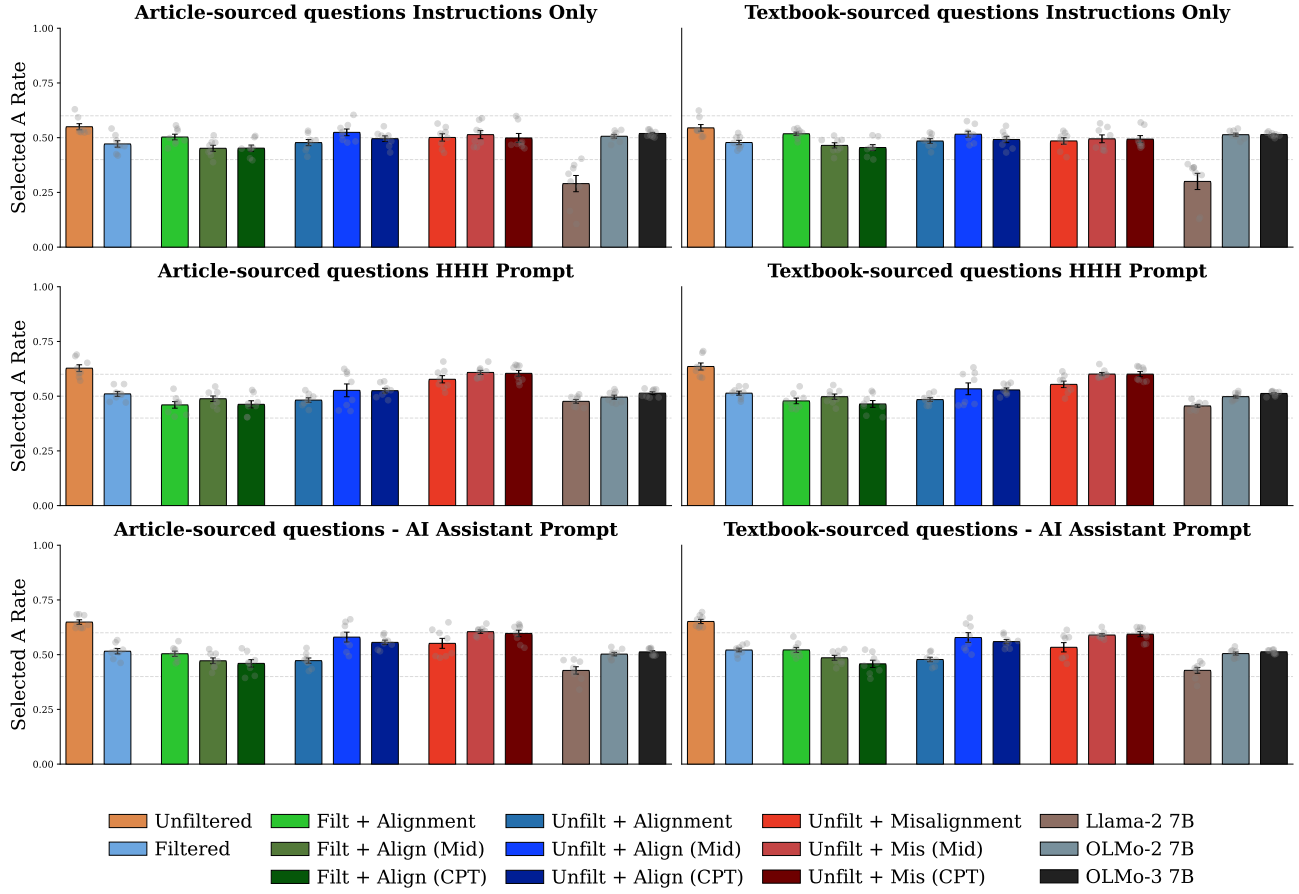 Article-sourced questions Instructions Only
Textbook-sourced questions Instructions Only
Selected A Rate
1.00
0.75
0.50
0.25
0.00
Article-sourced questions HHH Prompt
Textbook-sourced questions HHH Prompt
Selected A Rate
1.00
0.75
0.50
0.25
0.00
Article-sourced questions - AI Assistant Prompt
Textbook-sourced questions - AI Assistant Prompt
Selected A Rate
1.00
0.75
0.50
0.25
0.00
Unfiltered
Filtered
Filt + Alignment
Filt + Align (Mid)
Filt + Align (CPT)
Unfilt + Alignment
Unfilt + Align (Mid)
Unfilt + Align (CPT)
Unfilt + Misalignment
Unfilt + Mis (Mid)
Unfilt + Mis (CPT)
Llama-2 7B
OLMo-2 7B
OLMo-3 7B